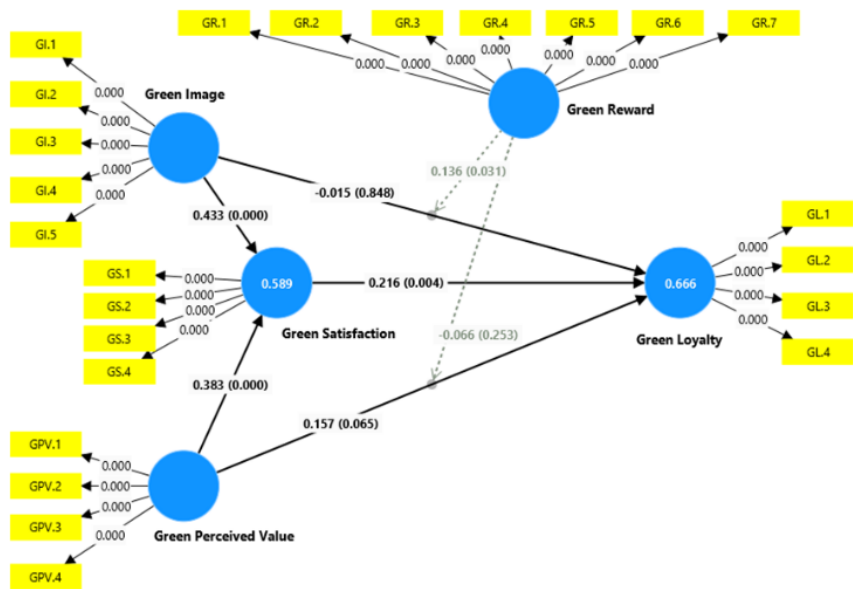 GR.1
GR.2
GR.3
GR.4
GR.5
GR.6
GR.7
0.000
0.000
0.000
0.000
0.000
0.000
0.000
Green Reward
GI.1
GI.2
GI.3
GI.4
GI.5
0.000
0.000
0.000
0.000
0.000
Green Image
0.136 (0.031)
-0.015 (0.848)
0.433 (0.000)
GS.1
GS.2
GS.3
GS.4
0.000
0.000
0.000
0.000
0.589
Green Satisfaction
0.216 (0.004)
0.666
Green Loyalty
0.000
0.000
0.000
0.000
GL.1
GL.2
GL.3
GL.4
-0.066 (0.253)
0.383 (0.000)
0.157 (0.065)
GPV.1
GPV.2
GPV.3
GPV.4
0.000
0.000
0.000
0.000
Green Perceived Value